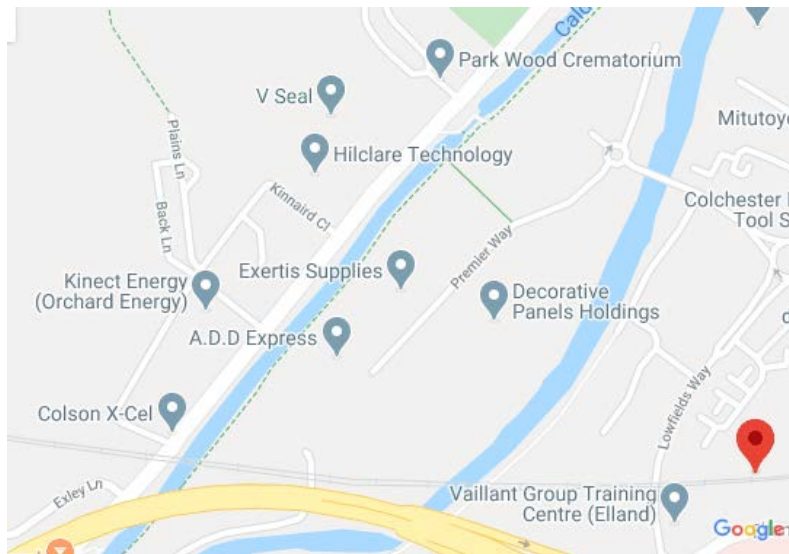 Calc
Park Wood Crematorium
V Seal
Mitutoyo
Hilclare Technology
Plains Ln
Kinnaird Cl
Colchester
Tool S
Back Ln
Premier Way
Exertis Supplies
Kinect Energy
(Orchard Energy)
Decorative
Panels Holdings
A.D.D Express
Lowfields Way
Colson X-Cel
Exley Ln
Vaillant Group Training
Centre (Elland)
Google